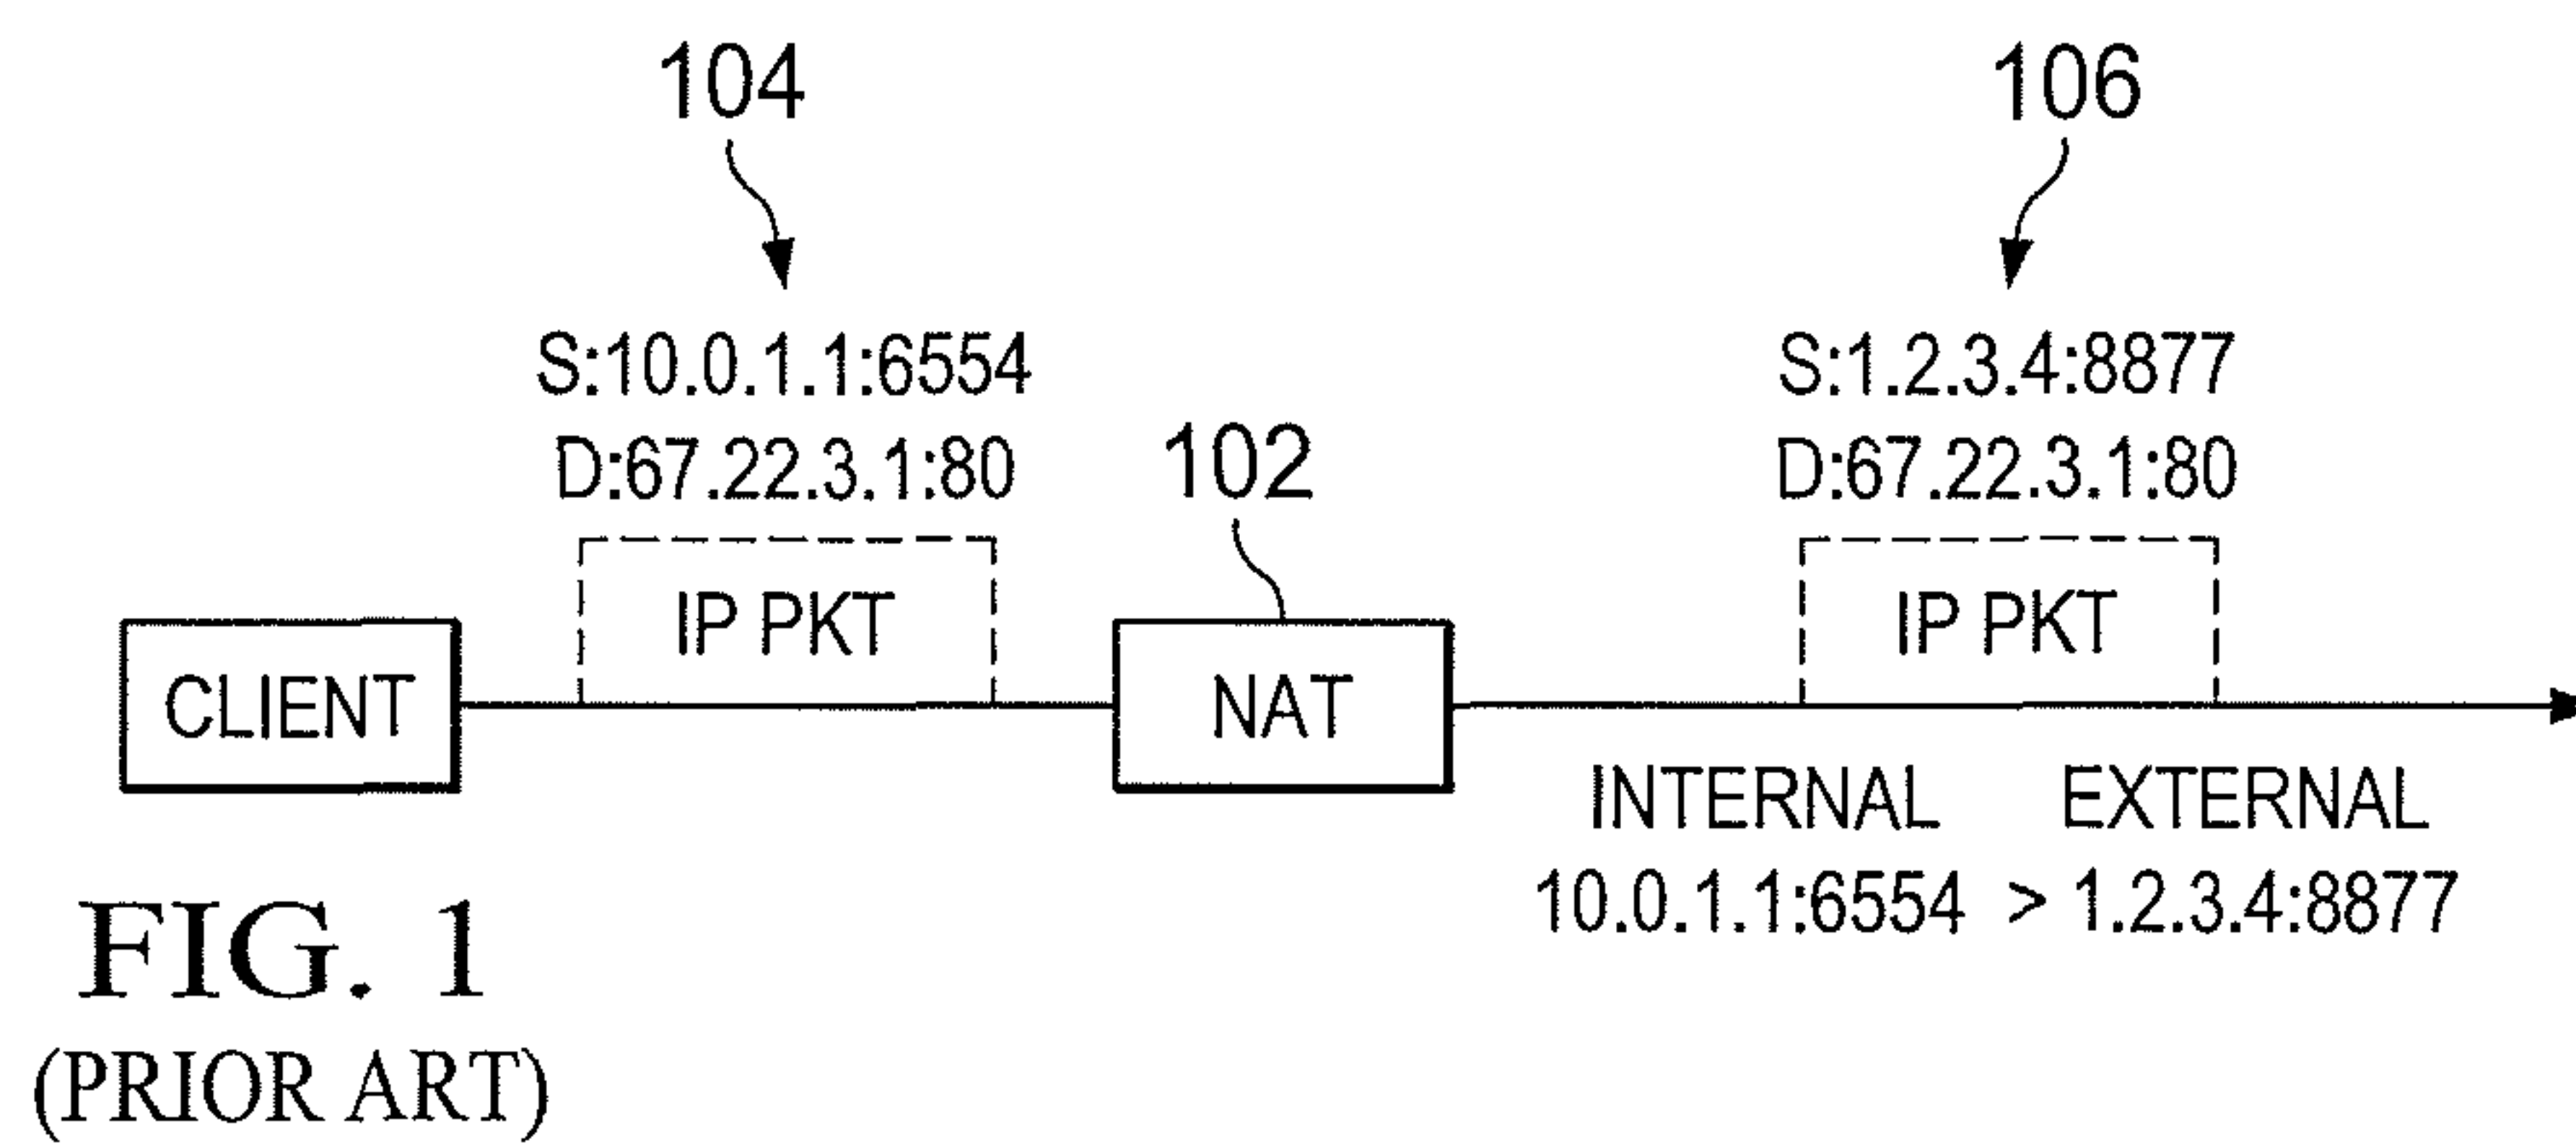 104
106
S:10.0.1.1:6554
S:1.2.3.4:8877
D:67.22.3.1:80
102
D:67.22.3.1:80
IP PKT
IP PKT
CLIENT
NAT
INTERNAL
EXTERNAL
10.0.1.1:6554 > 1.2.3.4:8877
FIG. 1
(PRIOR ART)